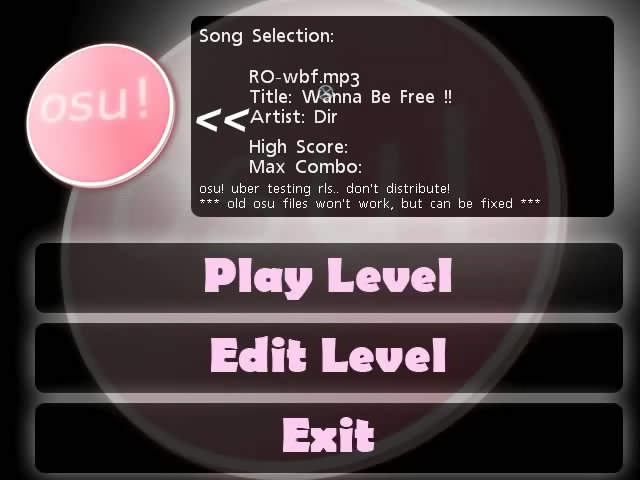 osu!
Song Selection:
RO-wbf.mp3
Title: Wanna Be Free !!
<<
Artist: Dir
High Score:
Max Combo:
osu! uber testing rls.. don't distribute!
*** old osu files won't work, but can be fixed ***
Play Level
Edit Level
Exit